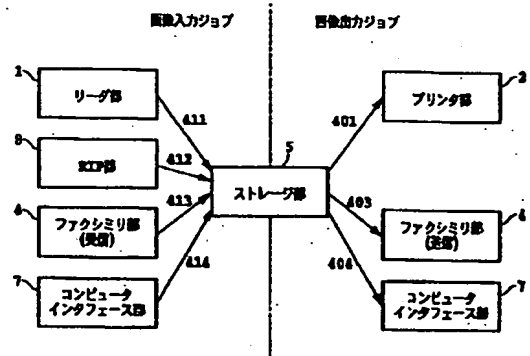 画像入力ジョブ
画像出力ジョブ
1
リーダ部
411
8
RIP部
412
413
4
ファクシミリ部
(受信)
7
コンピュータ
インタフェース部
414
5
ストレージ部
401
プリンタ部
2
403
ファクシミリ部
(送信)
4
404
コンピュータ
インタフェース部
7